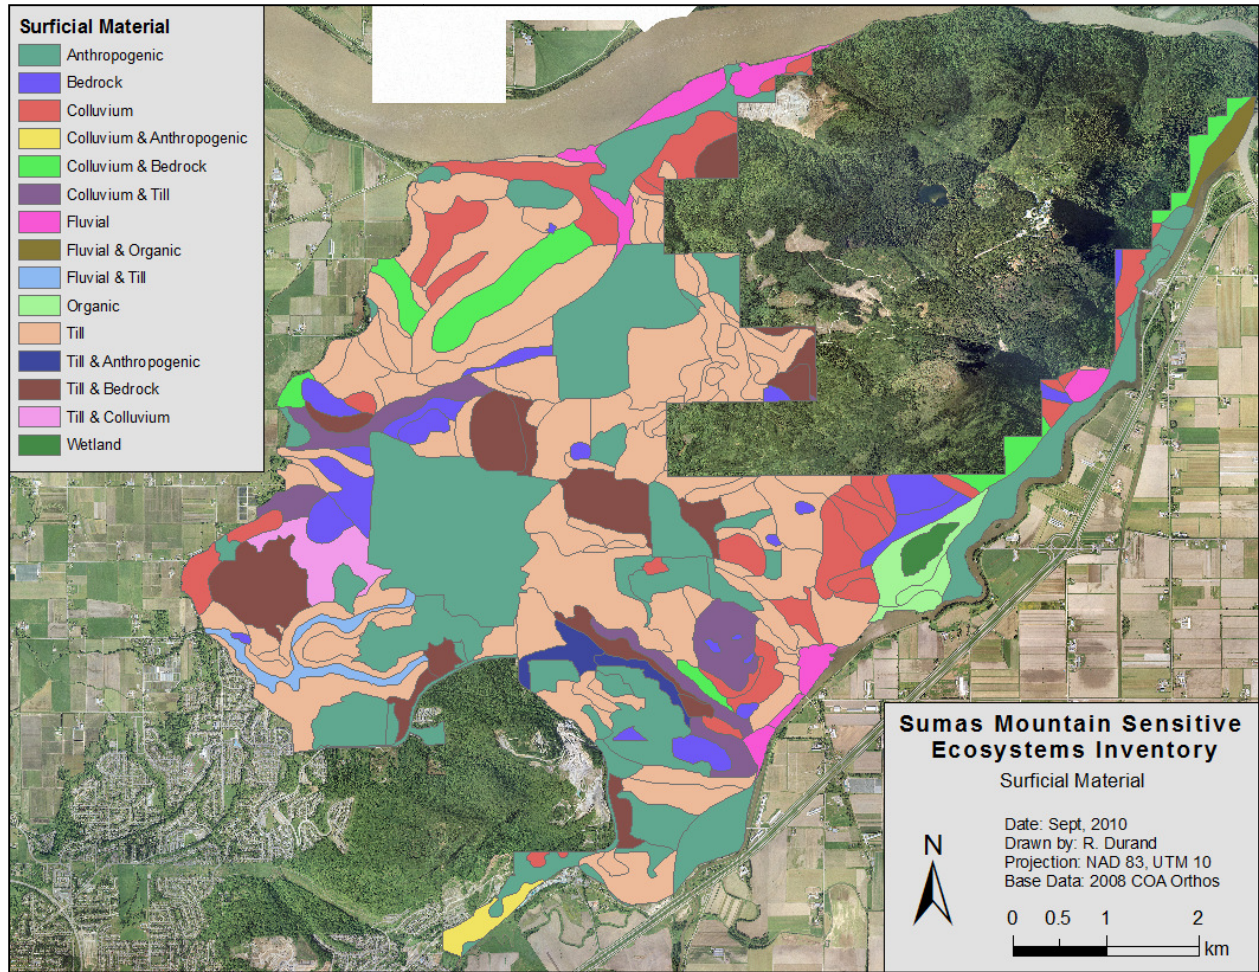 Surficial Material
Anthropogenic
Bedrock
Colluvium
Colluvium & Anthropogenic
Colluvium & Bedrock
Colluvium & Till
Fluvial
Fluvial & Organic
Fluvial & Till
Organic
Till
Till & Anthropogenic
Till & Bedrock
Till & Colluvium
Wetland
Sumas Mountain Sensitive
Ecosystems Inventory
Surficial Material
Date: Sept, 2010
Drawn by: R. Durand
Projection: NAD 83, UTM 10
Base Data: 2008 COA Orthos
N
0 0.5 1 2
km